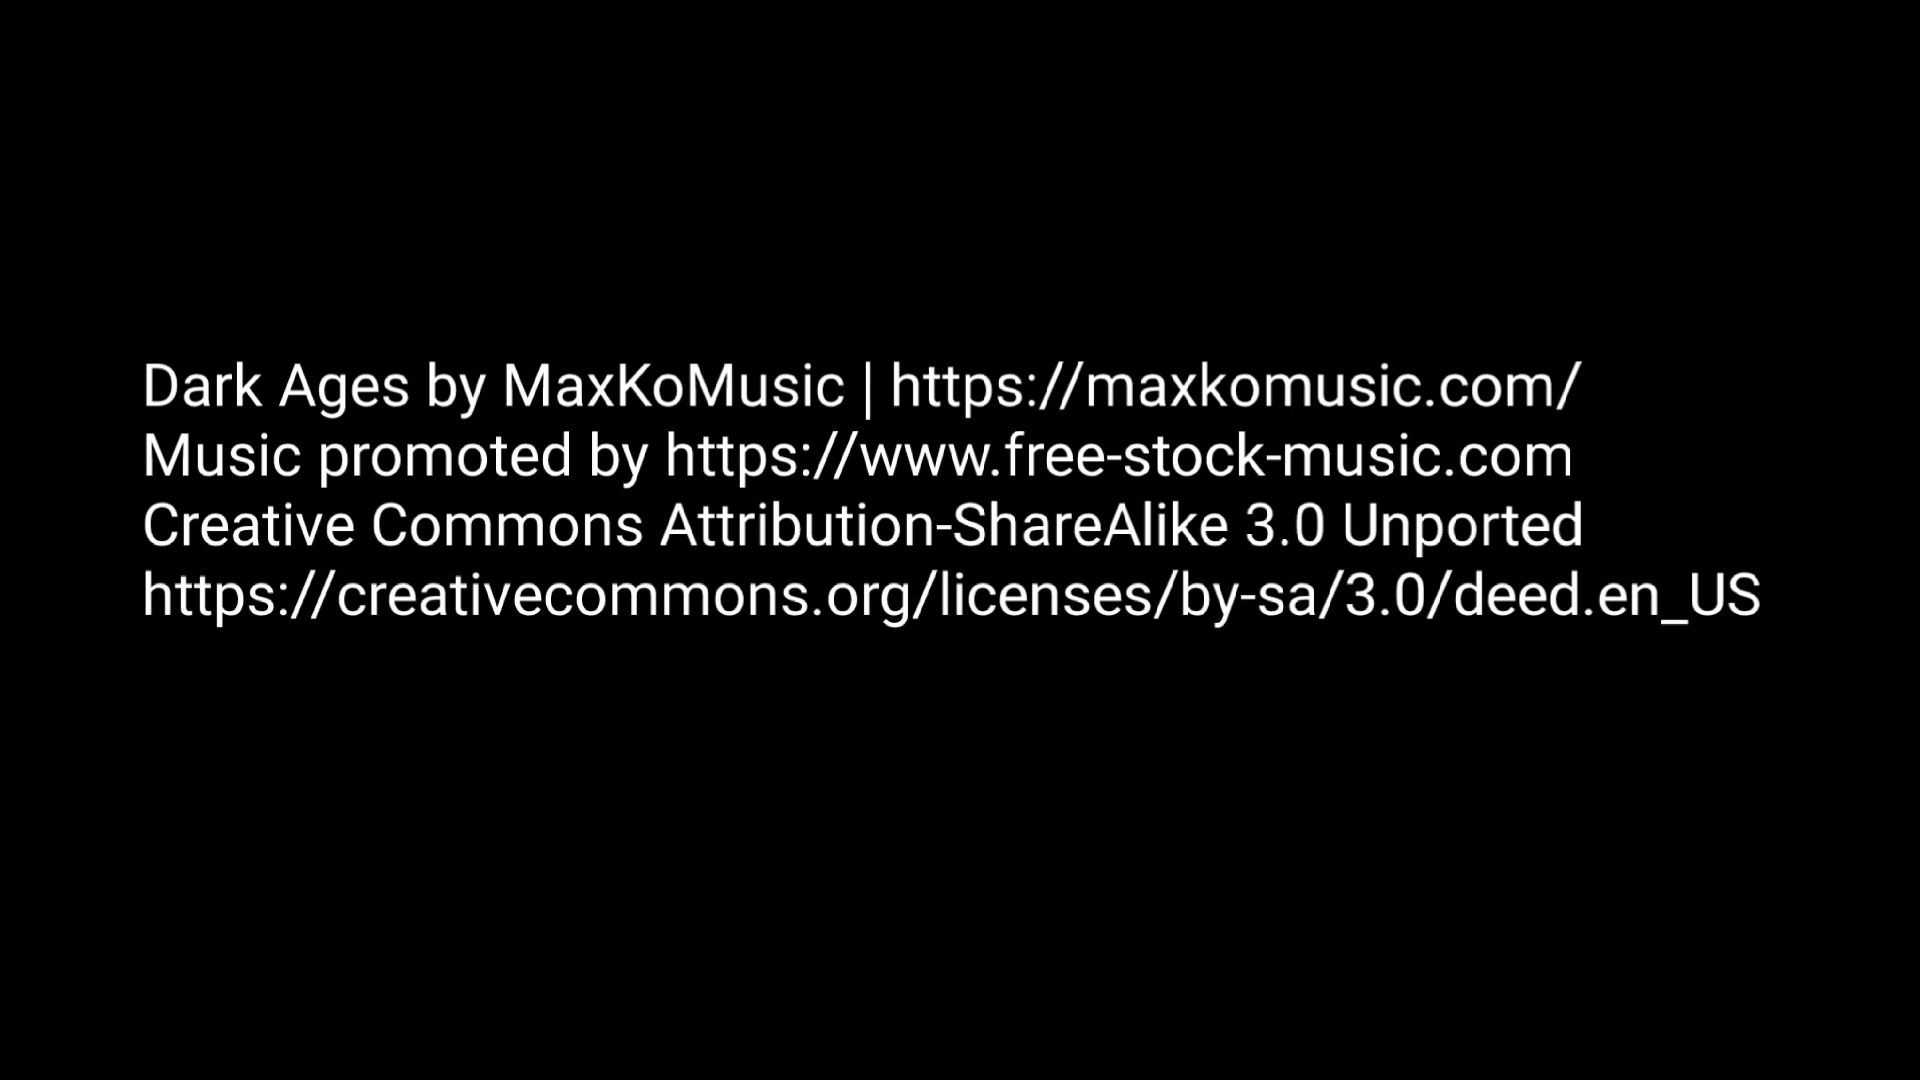 Dark Ages by MaxKoMusic | https://maxkomusic.com/
Music promoted by https://www.free-stock-music.com
Creative Commons Attribution-ShareAlike 3.0 Unported
https://creativecommons.org/licenses/by-sa/3.0/deed.en_US